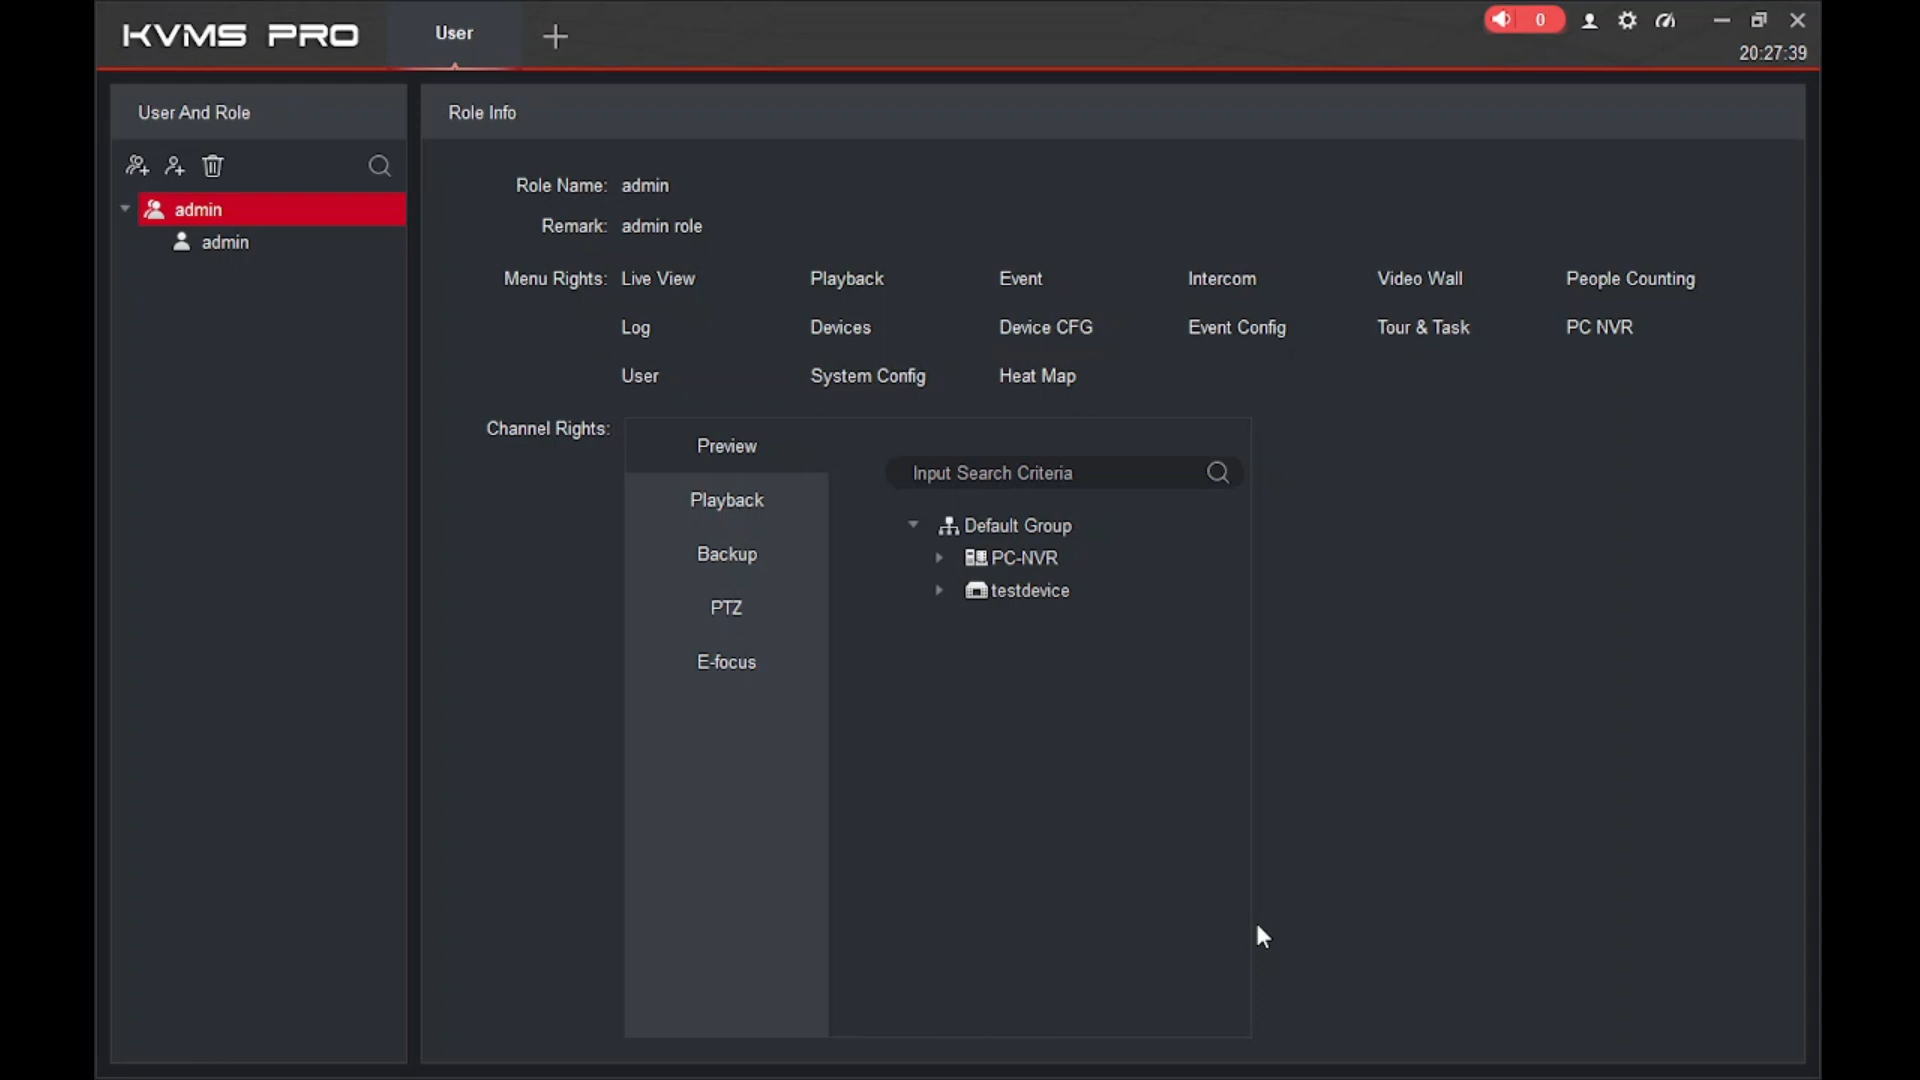 KVMS PRO
User
0
20:27:39
User And Role
admin
admin
Role Info
Role Name: admin
Remark: admin role
Menu Rights: Live View Playback Event Intercom Video Wall People Counting
Log Devices Device CFG Event Config Tour & Task PC NVR
User System Config Heat Map
Channel Rights:
Preview
Playback
Backup
PTZ
E-focus
Input Search Criteria
Default Group
PC-NVR
testdevice